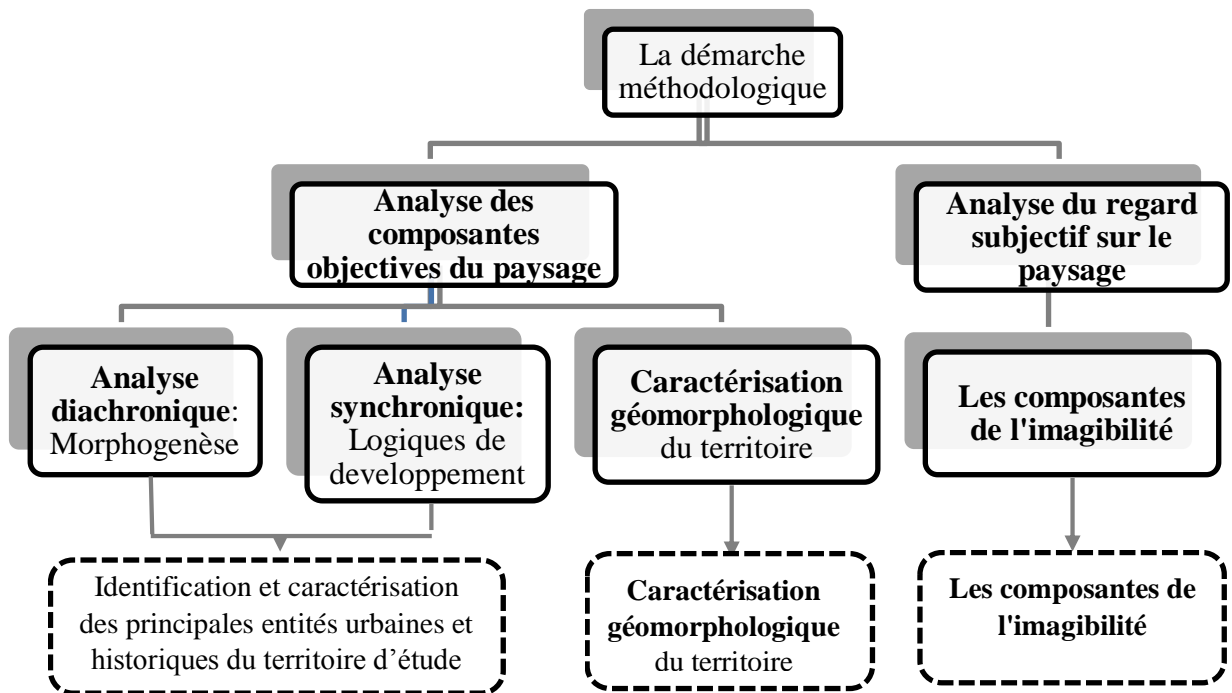 La démarche
méthodologique
Analyse des
composantes
objectives du paysage
Analyse du regard
subjectif sur le
paysage
Analyse
diachronique:
Morphogenèse
Analyse
synchronique:
Logiques de
developpement
Caractérisation
géomorphologique
du territoire
Les composantes
de l'imagibilité
Identification et caractérisation
des principales entités urbaines et
historiques du territoire d’étude
Caractérisation
géomorphologique
du territoire
Les composantes de
l'imagibilité